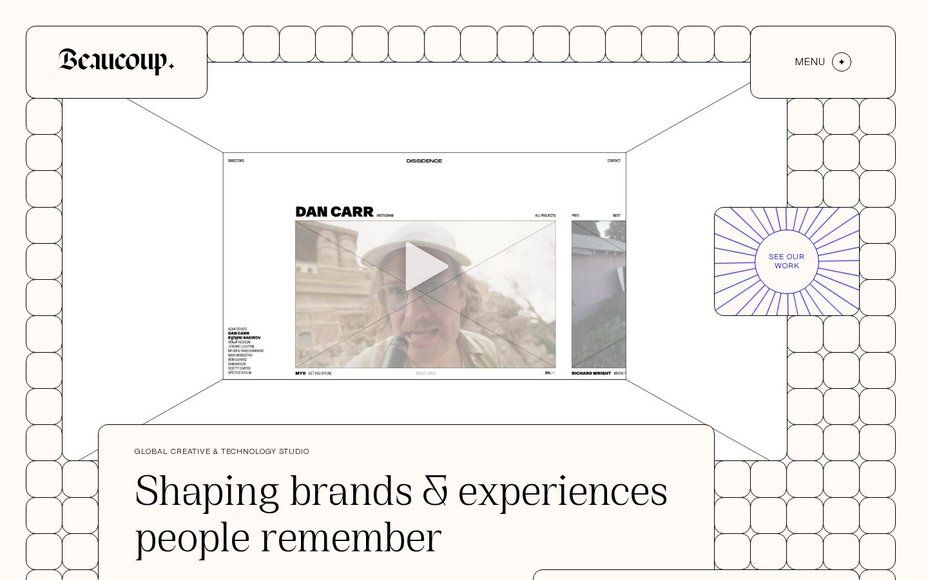 Beaucoup.
MENU
DIRECTORS
DISSIDENCE
CONTACT
DAN CARR INSTAGRAM
ALL PROJECTS
PREV
NEXT
SEE OUR
WORK
DAN CARR
MYD
RICHARD WRIGHT
GLOBAL CREATIVE & TECHNOLOGY STUDIO
Shaping brands & experiences
people remember